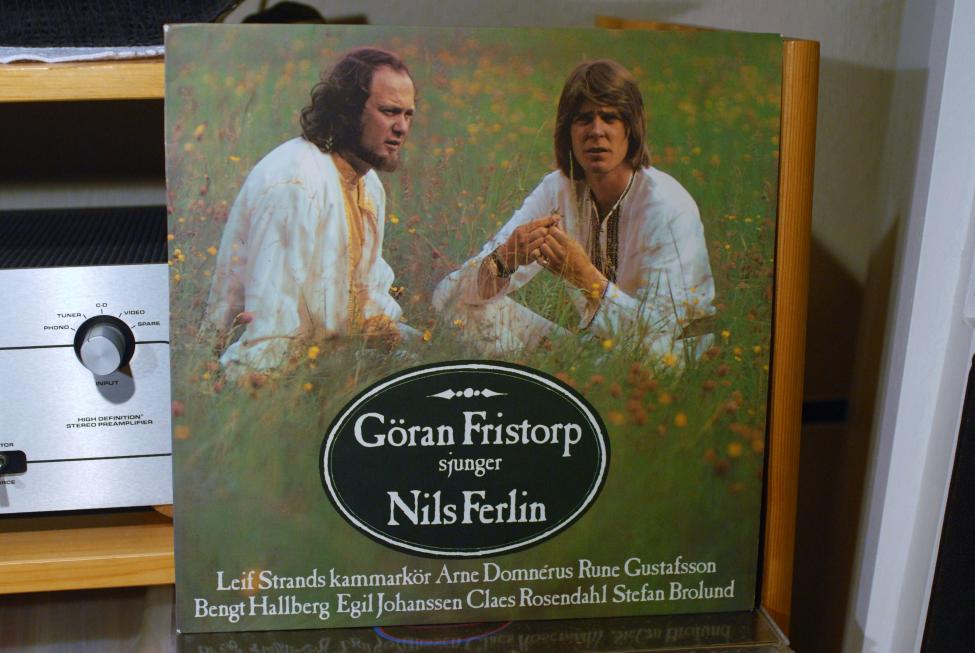 Göran Fristorp
sjunger
Nils Ferlin
Leif Strands kammarkör Arne Domnérus Rune Gustafsson
Bengt Hallberg Egil Johanssen Claes Rosendahl Stefan Brolund
C·D
TUNER VIDEO
PHONO SPARE
INPUT
HIGH DEFINITION™
STEREO PREAMPLIFIER